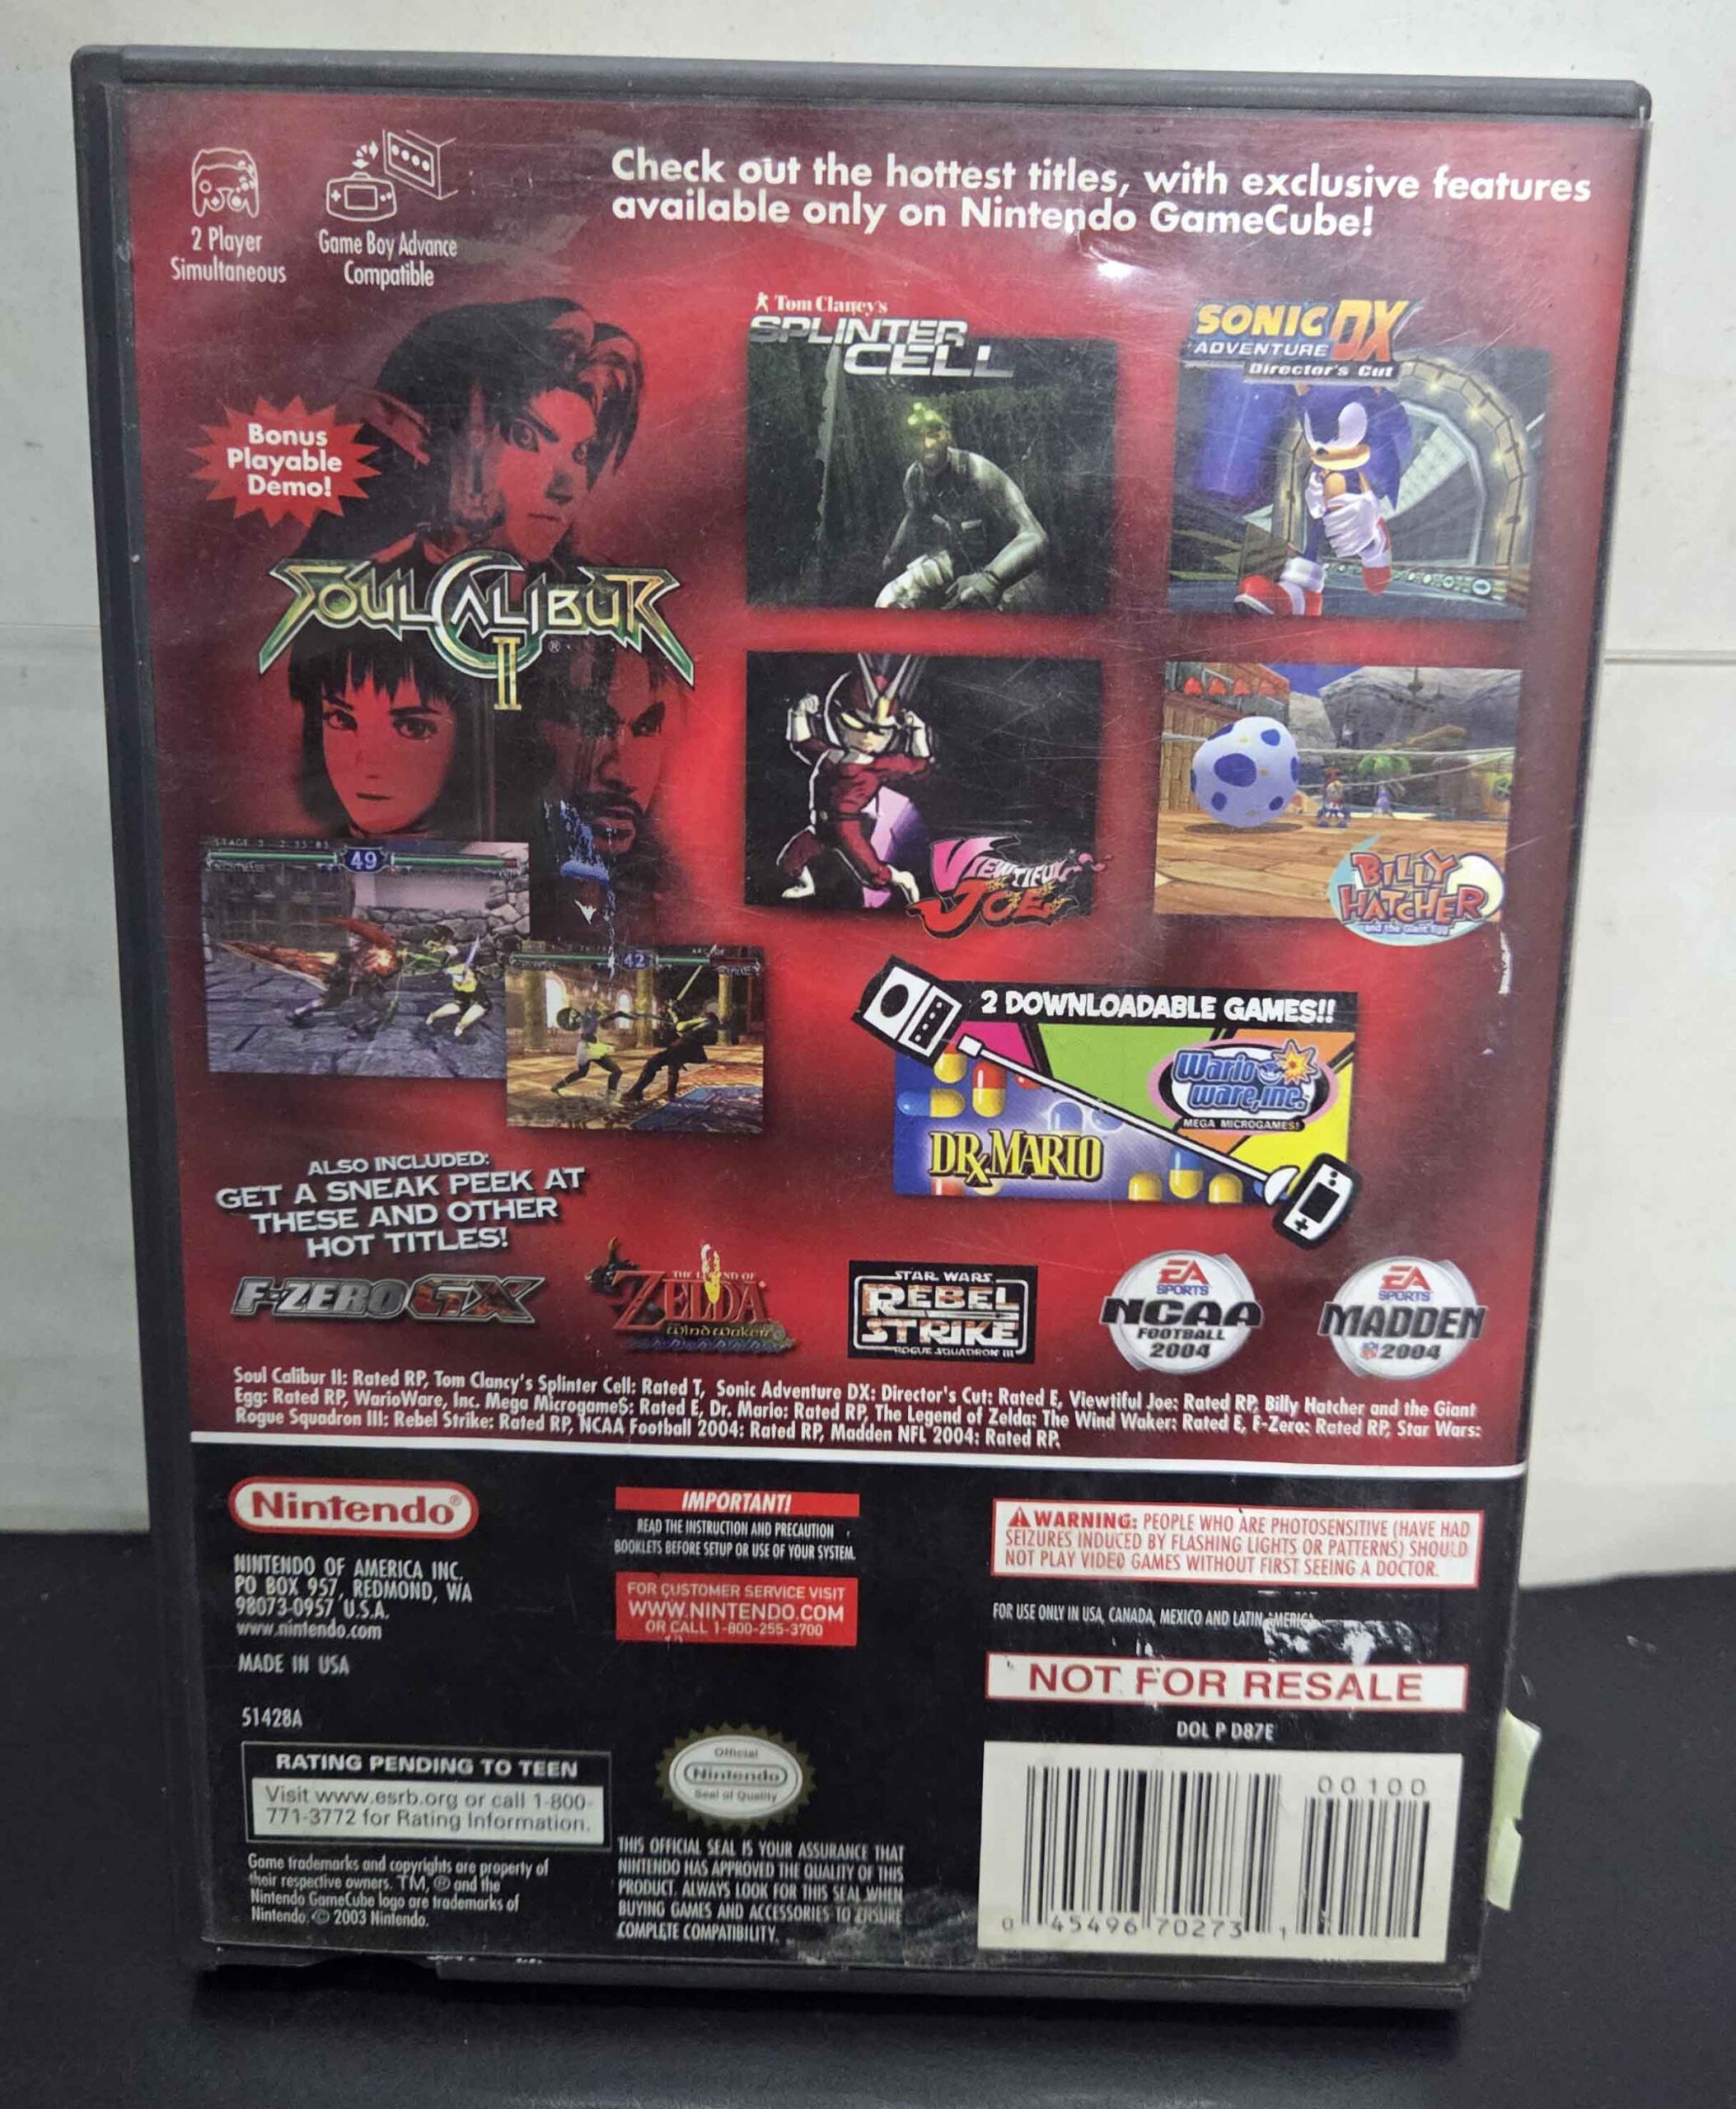 2 Player
Simultaneous
Game Boy Advance
Compatible
Check out the hottest titles, with exclusive features
available only on Nintendo GameCube!
Bonus
Playable
Demo!
SOULCALIBUR
II®
Tom Clancy's
SPLINTER
CELL
SONIC
ADVENTURE DX
Director's Cut
VIEWTIFUL
JOE
BILLY
HATCHER
and the Giant Egg
49
42
2 DOWNLOADABLE GAMES!!
Wario
Ware, Inc.
MEGA MICROGAMES!
DR. MARIO
ALSO INCLUDED:
GET A SNEAK PEEK AT
THESE AND OTHER
HOT TITLES!
F-ZERO GX
THE LEGEND OF
ZELDA
Wind Waker
STAR WARS
REBEL
STRIKE
ROGUE SQUADRON III
EA
SPORTS
NCAA
FOOTBALL
2004
EA
SPORTS
MADDEN
2004
Soul Calibur II: Rated RP, Tom Clancy's Splinter Cell: Rated T, Sonic Adventure DX: Director's Cut: Rated E, Viewtiful Joe: Rated RP, Billy Hatcher and the Giant
Egg: Rated RP, WarioWare, Inc. Mega Microgame$: Rated E, Dr. Mario: Rated RP, The Legend of Zelda: The Wind Waker: Rated E, F-Zero: Rated RP, Star Wars:
Rogue Squadron III: Rebel Strike: Rated RP, NCAA Football 2004: Rated RP, Madden NFL 2004: Rated RP.
Nintendo®
NINTENDO OF AMERICA INC.
PO BOX 957, REDMOND, WA
98073-0957 U.S.A.
www.nintendo.com
MADE IN USA
51428A
RATING PENDING TO TEEN
Visit www.esrb.org or call 1-800-
771-3772 for Rating Information.
Game trademarks and copyrights are property of
their respective owners. TM, ® and the
Nintendo GameCube logo are trademarks of
Nintendo. © 2003 Nintendo.
IMPORTANT!
READ THE INSTRUCTION AND PRECAUTION
BOOKLETS BEFORE SETUP OR USE OF YOUR SYSTEM.
FOR CUSTOMER SERVICE VISIT
WWW.NINTENDO.COM
OR CALL 1-800-255-3700
Official
Nintendo
Seal of Quality
THIS OFFICIAL SEAL IS YOUR ASSURANCE THAT
NINTENDO HAS APPROVED THE QUALITY OF THIS
PRODUCT. ALWAYS LOOK FOR THIS SEAL WHEN
BUYING GAMES AND ACCESSORIES TO ENSURE
COMPLETE COMPATIBILITY.
WARNING: PEOPLE WHO ARE PHOTOSENSITIVE (HAVE HAD
SEIZURES INDUCED BY FLASHING LIGHTS OR PATTERNS) SHOULD
NOT PLAY VIDEO GAMES WITHOUT FIRST SEEING A DOCTOR.
FOR USE ONLY IN USA, CANADA, MEXICO AND LATIN AMERICA
NOT FOR RESALE
DOL P D87E
00100
0 45496 70273 1